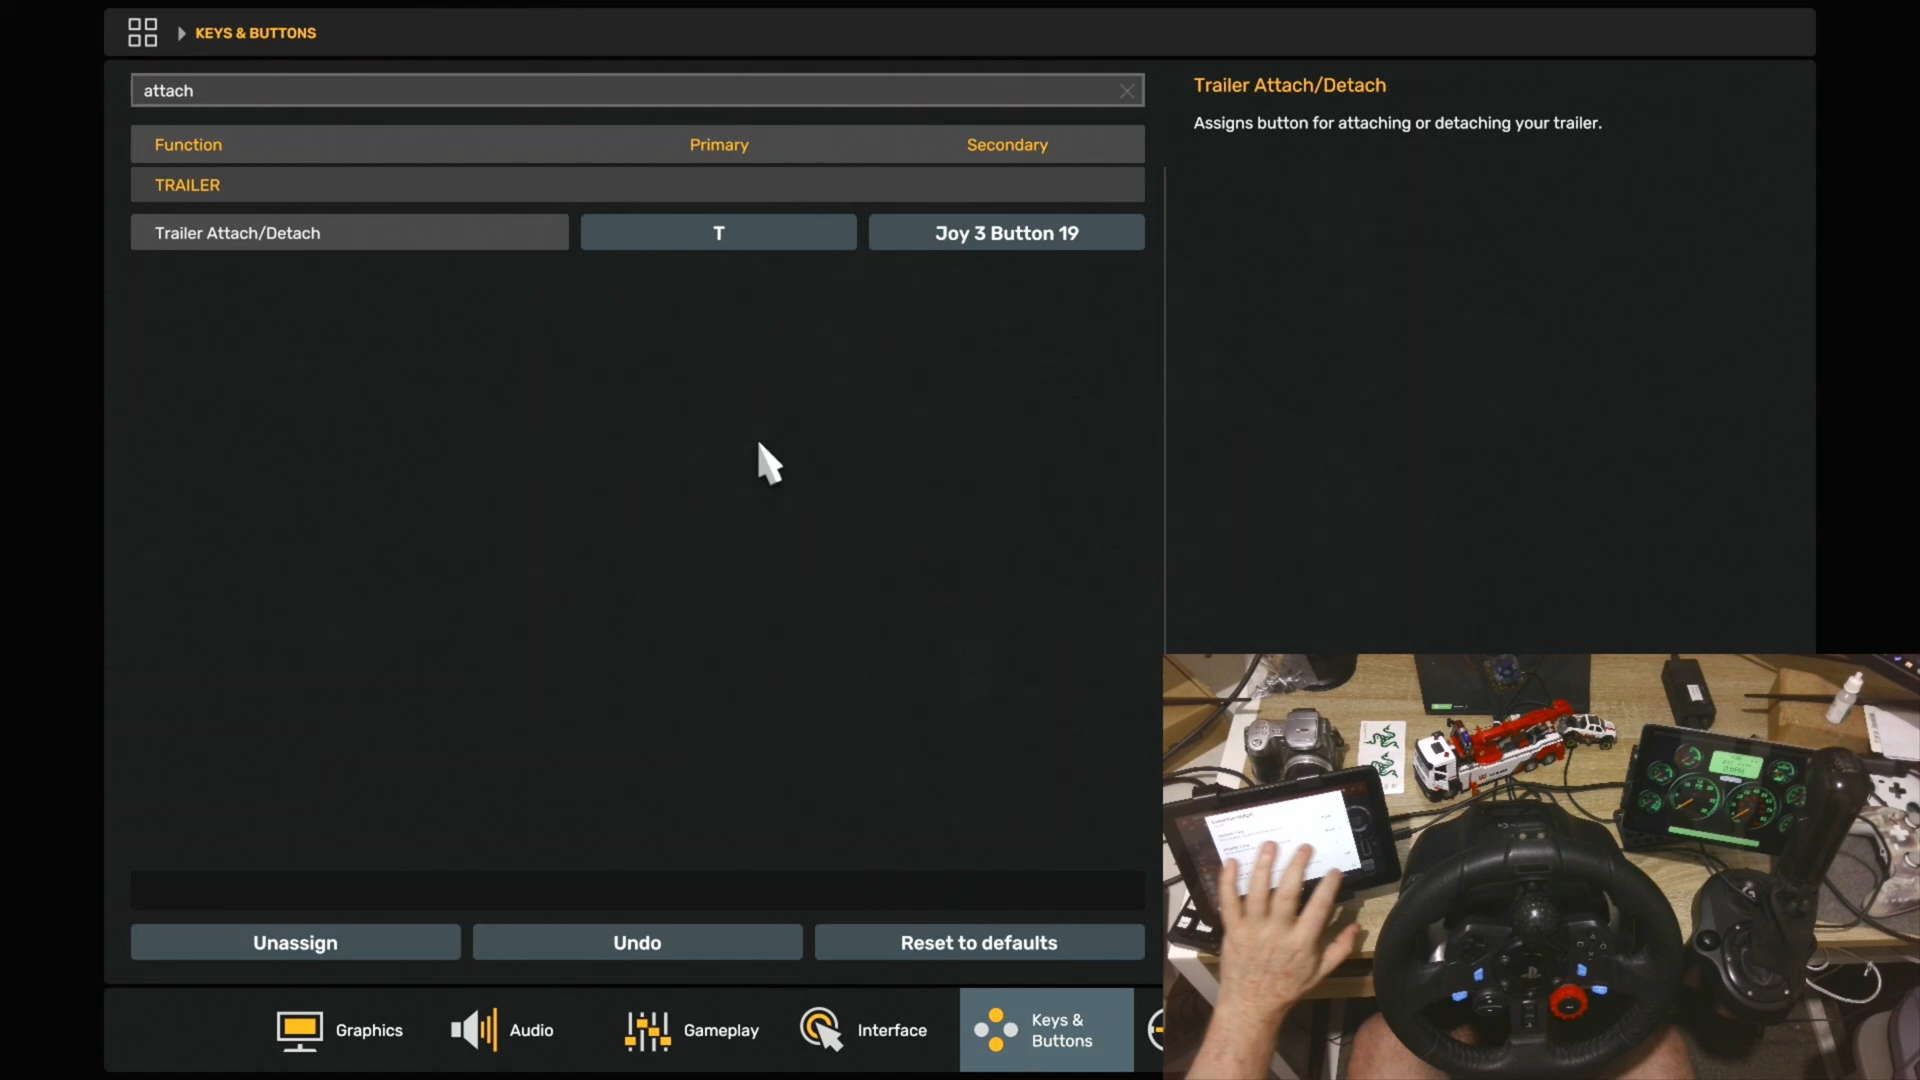 KEYS & BUTTONS
attach
Trailer Attach/Detach
Assigns button for attaching or detaching your trailer.
Function Primary Secondary
TRAILER
Trailer Attach/Detach T Joy 3 Button 19
Unassign Undo Reset to defaults
Graphics Audio Gameplay Interface Keys &
Buttons